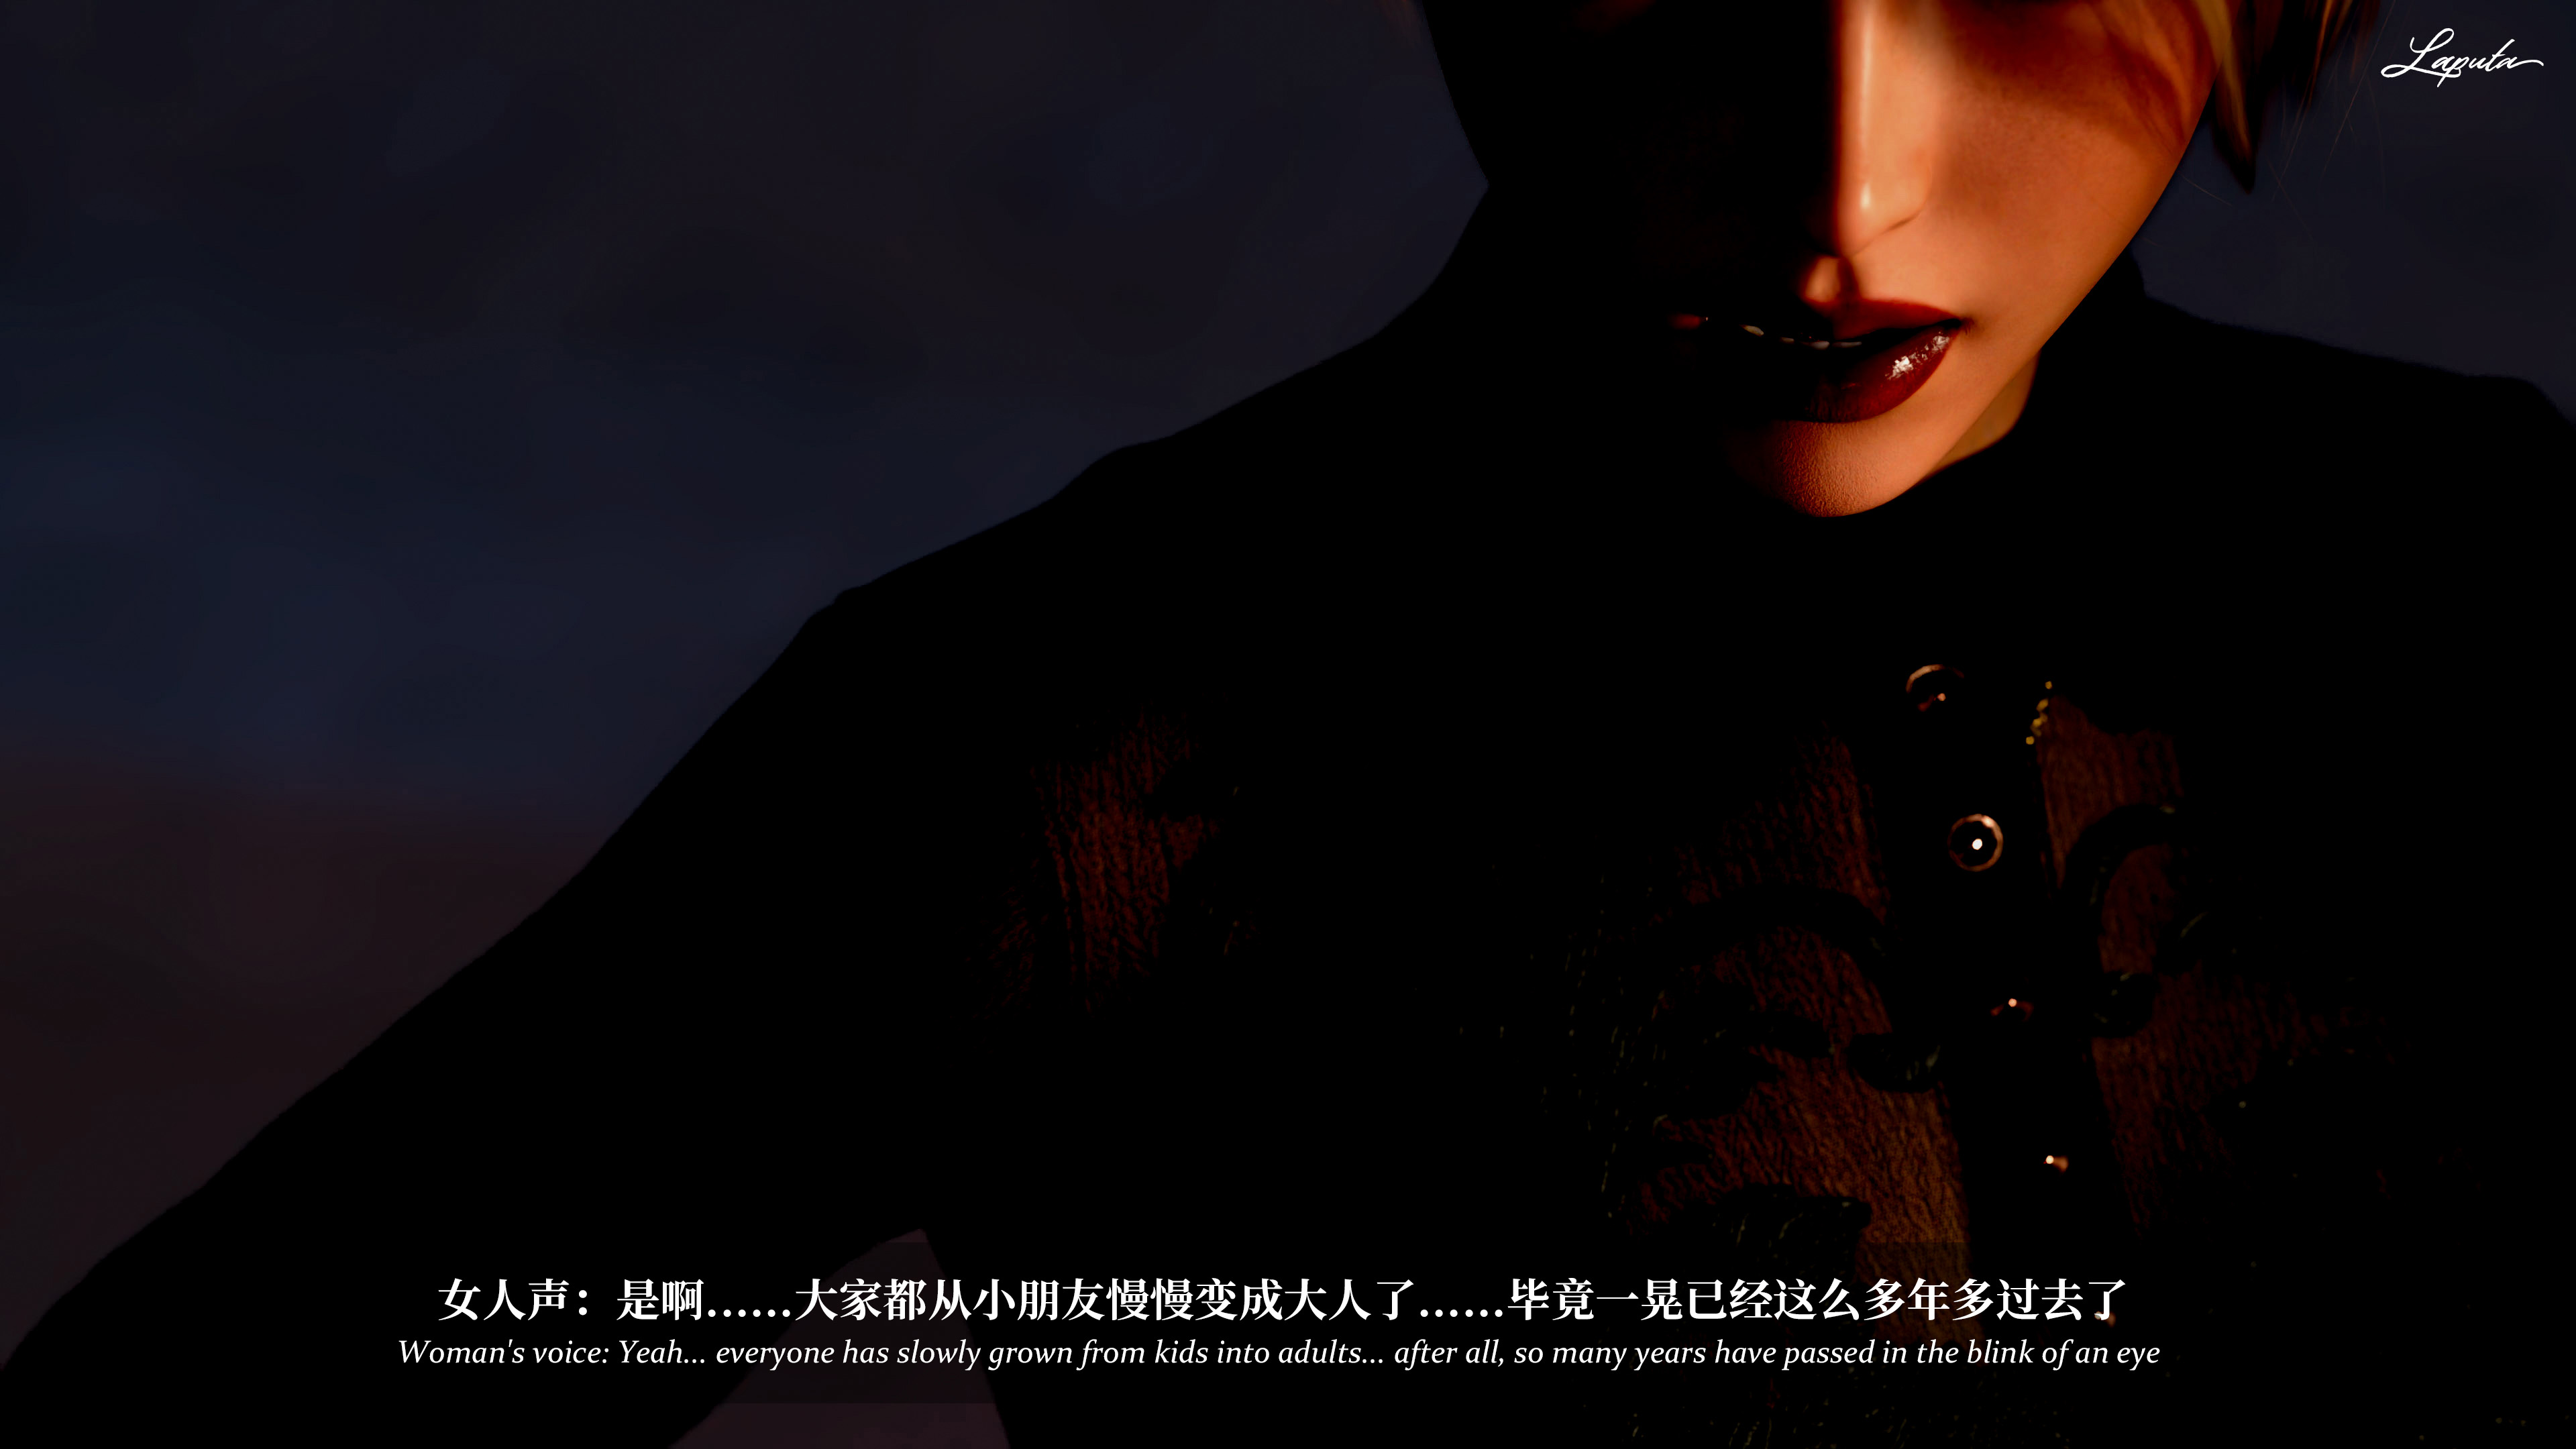 Laputa
女人声：是啊……大家都从小朋友慢慢变成大人了……毕竟一晃已经这么多年多过去了
Woman's voice: Yeah... everyone has slowly grown from kids into adults... after all, so many years have passed in the blink of an eye